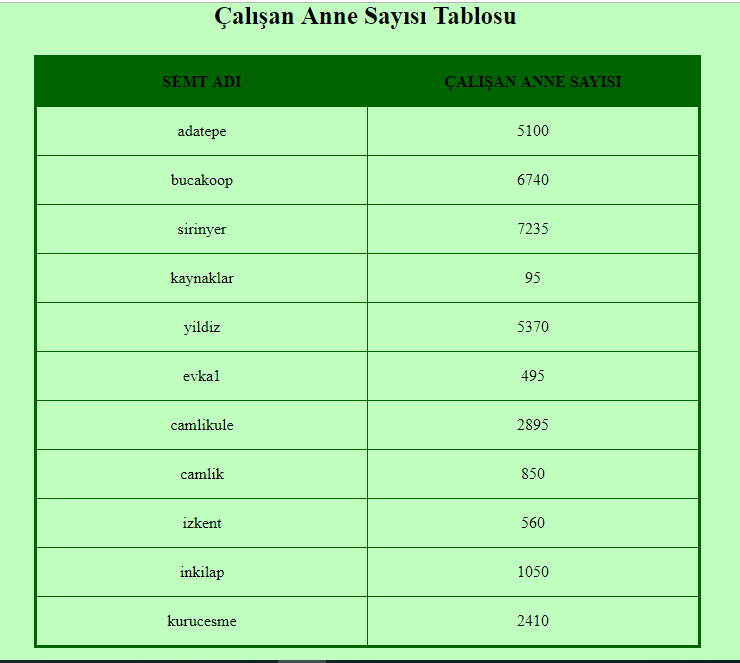 Çalışan Anne Sayısı Tablosu
SEMT ADI ÇALIŞAN ANNE SAYISI
adatepe 5100
bucakoop 6740
sirinyer 7235
kaynaklar 95
yildiz 5370
evka1 495
camlikule 2895
camlik 850
izkent 560
inkilap 1050
kurucesme 2410